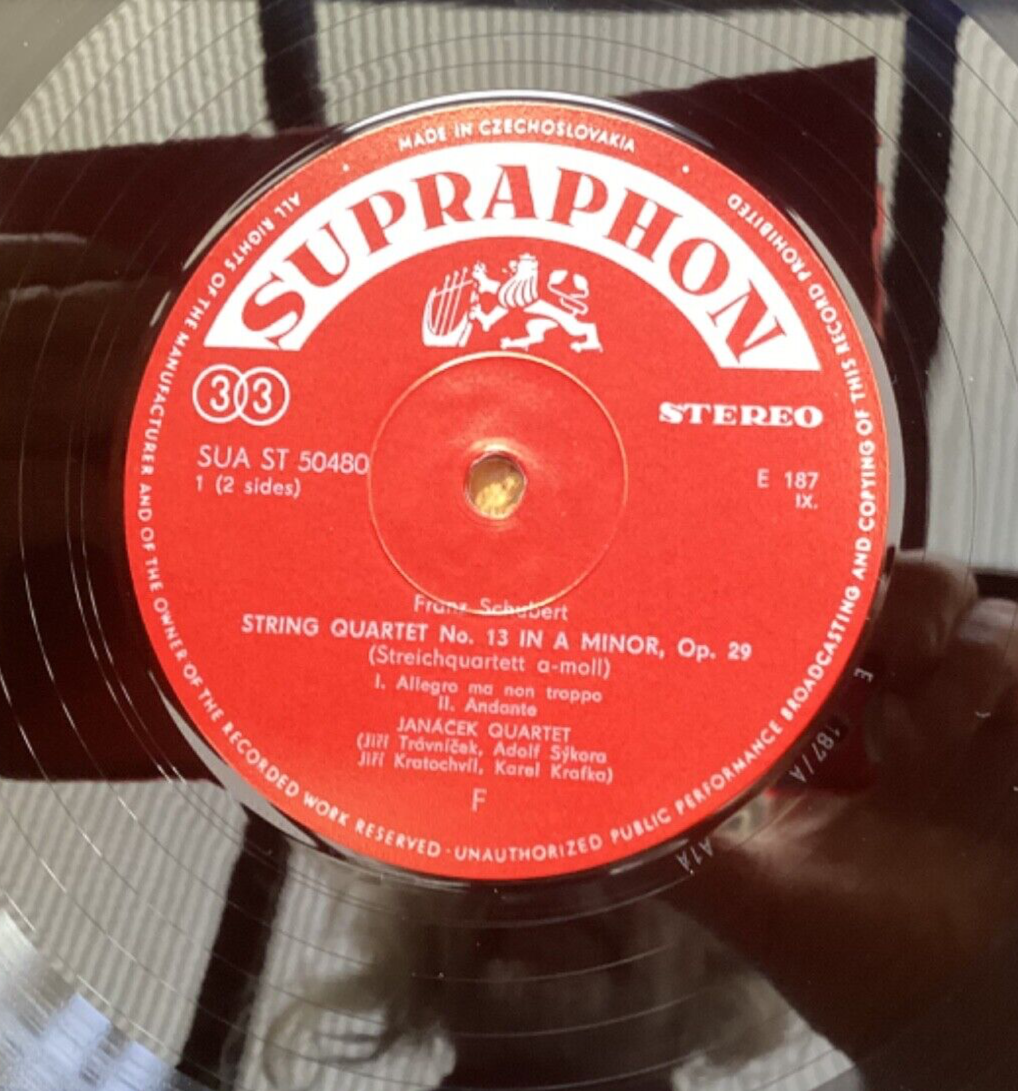 MADE IN CZECHOSLOVAKIA
ALL RIGHTS OF THE MANUFACTURER AND OF THE OWNER OF THE RECORDED WORK RESERVED · UNAUTHORIZED PUBLIC PERFORMANCE BROADCASTING AND COPYING OF THIS RECORD PROHIBITED
SUPRAPHON
33
STEREO
SUA ST 50480
E 187
1 (2 sides)
IX.
Franz Schubert
STRING QUARTET No. 13 IN A MINOR, Op. 29
(Streichquartett a-moll)
I. Allegro ma non troppo
II. Andante
JANÁČEK QUARTET
(Jiří Trávníček, Adolf Sýkora
Jiří Kratochvíl, Karel Krafka)
F
E 187/A
A1A